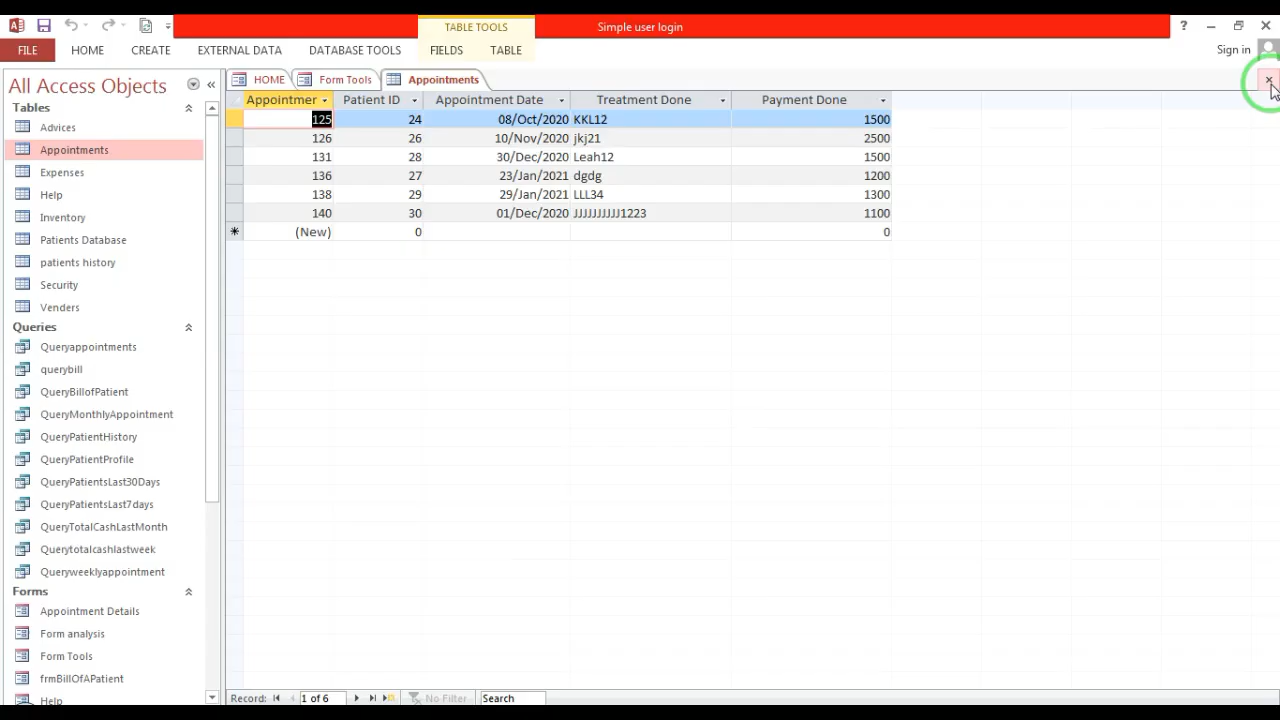 Simple user login
TABLE TOOLS
Sign in
FILE HOME CREATE EXTERNAL DATA DATABASE TOOLS FIELDS TABLE
All Access Objects
HOME Form Tools Appointments
Tables
Advices
Appointments
Expenses
Help
Inventory
Patients Database
patients history
Security
Venders
Queries
Queryappointments
querybill
QueryBillofPatient
QueryMonthlyAppointment
QueryPatientHistory
QueryPatientProfile
QueryPatientsLast30Days
QueryPatientsLast7days
QueryTotalCashLastMonth
Querytotalcashlastweek
Queryweeklyappointment
Forms
Appointment Details
Form analysis
Form Tools
frmBillOfAPatient
Help
Appointmer Patient ID Appointment Date Treatment Done Payment Done
125 24 08/Oct/2020 KKL12 1500
126 26 10/Nov/2020 jkj21 2500
131 28 30/Dec/2020 Leah12 1500
136 27 23/Jan/2021 dgdg 1200
138 29 29/Jan/2021 LLL34 1300
140 30 01/Dec/2020 JJJJJJJJJJ1223 1100
(New) 0 0
Record: 1 of 6 No Filter Search